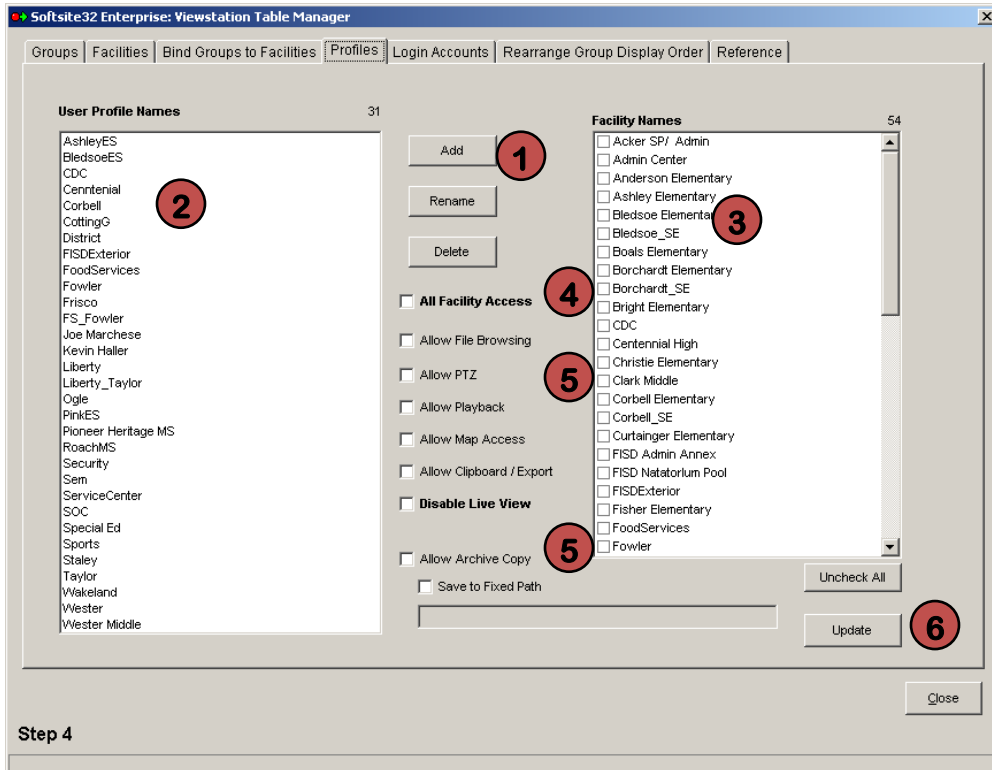 Softsite32 Enterprise: Viewstation Table Manager
Groups
Facilities
Bind Groups to Facilities
Profiles
Login Accounts
Rearrange Group Display Order
Reference
User Profile Names
31
AshleyES
BledsoeES
CDC
Cenntenial
Corbell
CottingG
District
FISDExterior
FoodServices
Fowler
Frisco
FS_Fowler
Joe Marchese
Kevin Haller
Liberty
Liberty_Taylor
Ogle
PinkES
Pioneer Heritage MS
RoachMS
Security
Sem
ServiceCenter
SOC
Special Ed
Sports
Staley
Taylor
Wakeland
Wester
Wester Middle
2
Add
1
Rename
Delete
All Facility Access
4
Allow File Browsing
Allow PTZ
5
Allow Playback
Allow Map Access
Allow Clipboard / Export
Disable Live View
Allow Archive Copy
5
Save to Fixed Path
Facility Names
54
Acker SP/ Admin
Admin Center
Anderson Elementary
Ashley Elementary
Bledsoe Elementary
3
Bledsoe_SE
Boals Elementary
Borchardt Elementary
Borchardt_SE
Bright Elementary
CDC
Centennial High
Christie Elementary
Clark Middle
Corbell Elementary
Corbell_SE
Curtainger Elementary
FISD Admin Annex
FISD Natatorium Pool
FISDExterior
Fisher Elementary
FoodServices
Fowler
Uncheck All
Update
6
Close
Step 4